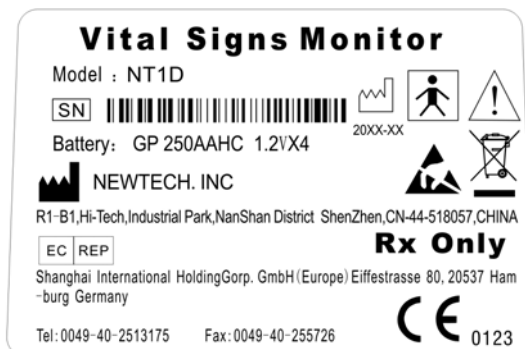 Vital Signs Monitor
Model : NT1D
SN
20XX-XX
Battery: GP 250AAHC 1.2VX4
NEWTECH. INC
R1-B1,Hi-Tech,Industrial Park,NanShan District ShenZhen,CN-44-518057,CHINA
EC REP
Rx Only
Shanghai International HoldingGorp. GmbH(Europe) Eiffestrasse 80, 20537 Ham
-burg Germany
Tel:0049-40-2513175 Fax:0049-40-255726
CE 0123